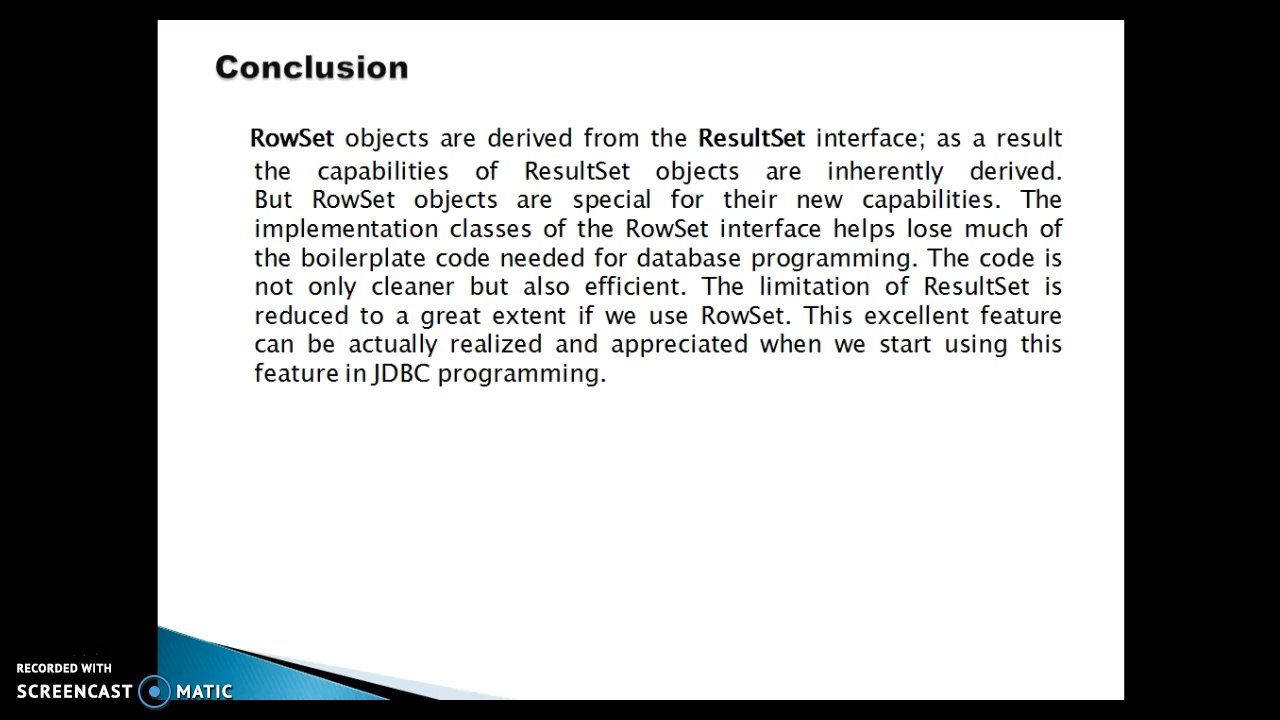 Conclusion
RowSet objects are derived from the ResultSet interface; as a result
the capabilities of ResultSet objects are inherently derived.
But RowSet objects are special for their new capabilities. The
implementation classes of the RowSet interface helps lose much of
the boilerplate code needed for database programming. The code is
not only cleaner but also efficient. The limitation of ResultSet is
reduced to a great extent if we use RowSet. This excellent feature
can be actually realized and appreciated when we start using this
feature in JDBC programming.
RECORDED WITH
SCREENCAST MATIC